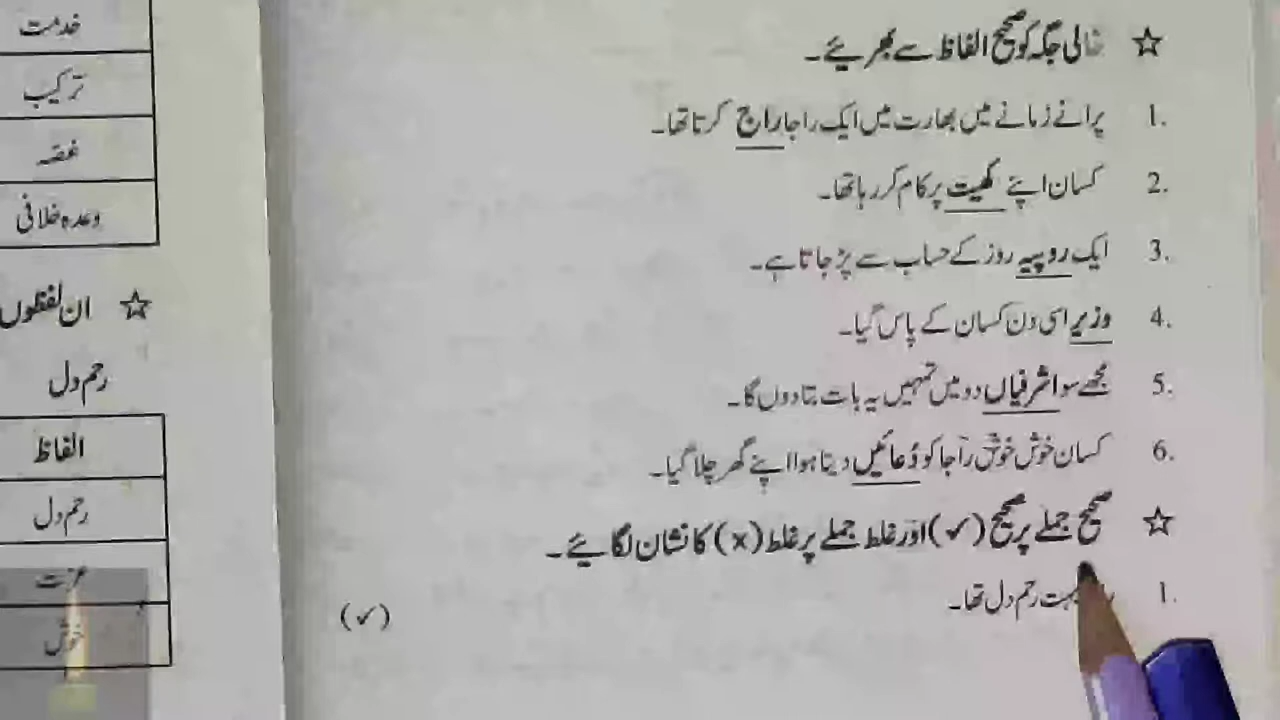 ☆ خالی جگہ کو صحیح الفاظ سے بھریئے۔
1. پرانے زمانے میں بھارت میں ایک راجا راج کرتا تھا۔
2. کسان اپنے کھیت پر کام کر رہا تھا۔
3. ایک روپیہ روز کے حساب سے پڑ جاتا ہے۔
4. وزیر اسی دن کسان کے پاس گیا۔
5. مجھے سو اشرفیاں دو میں تمہیں یہ بات بتا دوں گا۔
6. کسان خوش خوش راجا کو دُعائیں دیتا ہوا اپنے گھر چلا گیا۔
☆ صحیح جملے پر صحیح (✓) اور غلط جملے پر غلط (×) کا نشان لگایئے۔
1. بہت رحم دل تھا۔ (✓)
خدمت
ترکیب
غصہ
وعدہ خلافی
☆ ان لفظوں
رحم دل
الفاظ
رحم دل
عزت
خوش